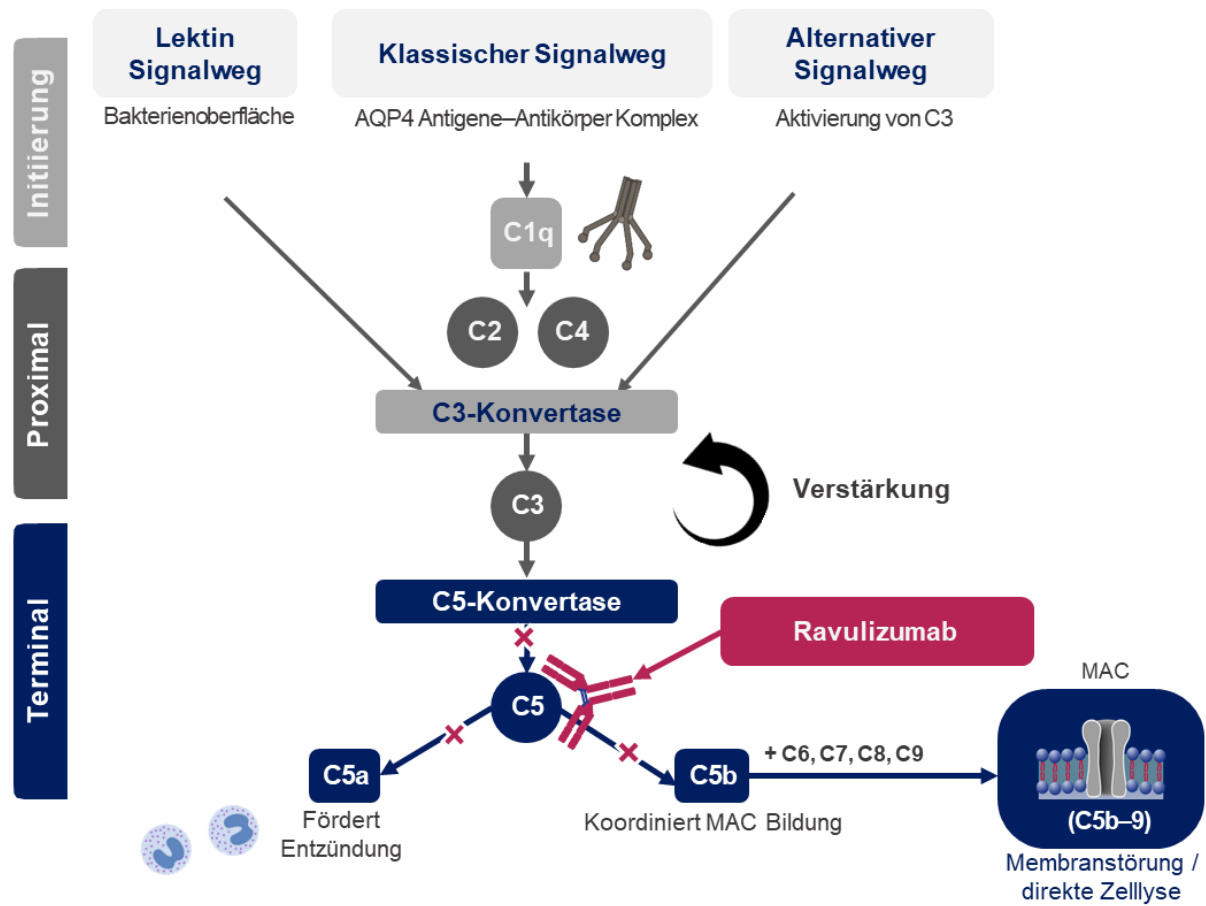 Lektin
Signalweg
Klassischer Signalweg
Alternativer
Signalweg
Bakterienoberfläche
AQP4 Antigene–Antikörper Komplex
Aktivierung von C3
Initiierung
C1q
Proximal
C2
C4
C3-Konvertase
C3
Verstärkung
Terminal
C5-Konvertase
Ravulizumab
C5
MAC
C5a
C5b
+ C6, C7, C8, C9
(C5b–9)
Fördert
Entzündung
Koordiniert MAC Bildung
Membranstörung /
direkte Zelllyse